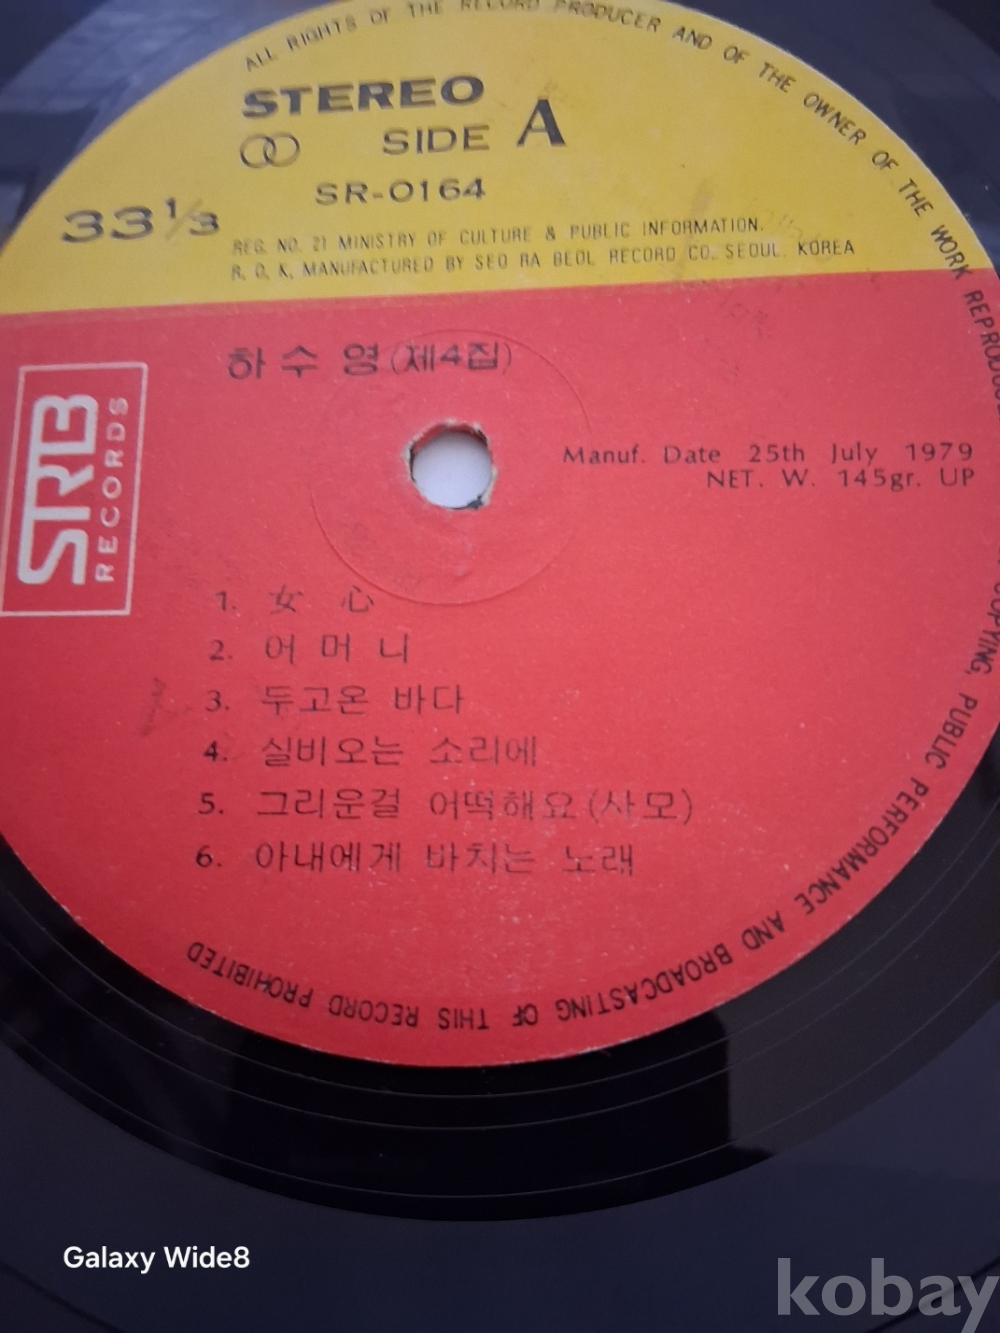 ALL RIGHTS OF THE RECORD PRODUCER AND OF THE OWNER OF THE WORK REPRODUCED
COPYING, PUBLIC PERFORMANCE AND BROADCASTING OF THIS RECORD PROHIBITED
STEREO
SIDE A
SR-0164
33 1/3
REG. NO. 21 MINISTRY OF CULTURE & PUBLIC INFORMATION.
R. O. K. MANUFACTURED BY SEO RA BEOL RECORD CO. SEOUL. KOREA
하수영 (제4집)
SRB
RECORDS
Manuf. Date 25th July 1979
NET. W. 145gr. UP
1. 女 心
2. 어 머 니
3. 두고온 바다
4. 실비오는 소리에
5. 그리운걸 어떡해요 (사모)
6. 아내에게 바치는 노래
Galaxy Wide8
kobay